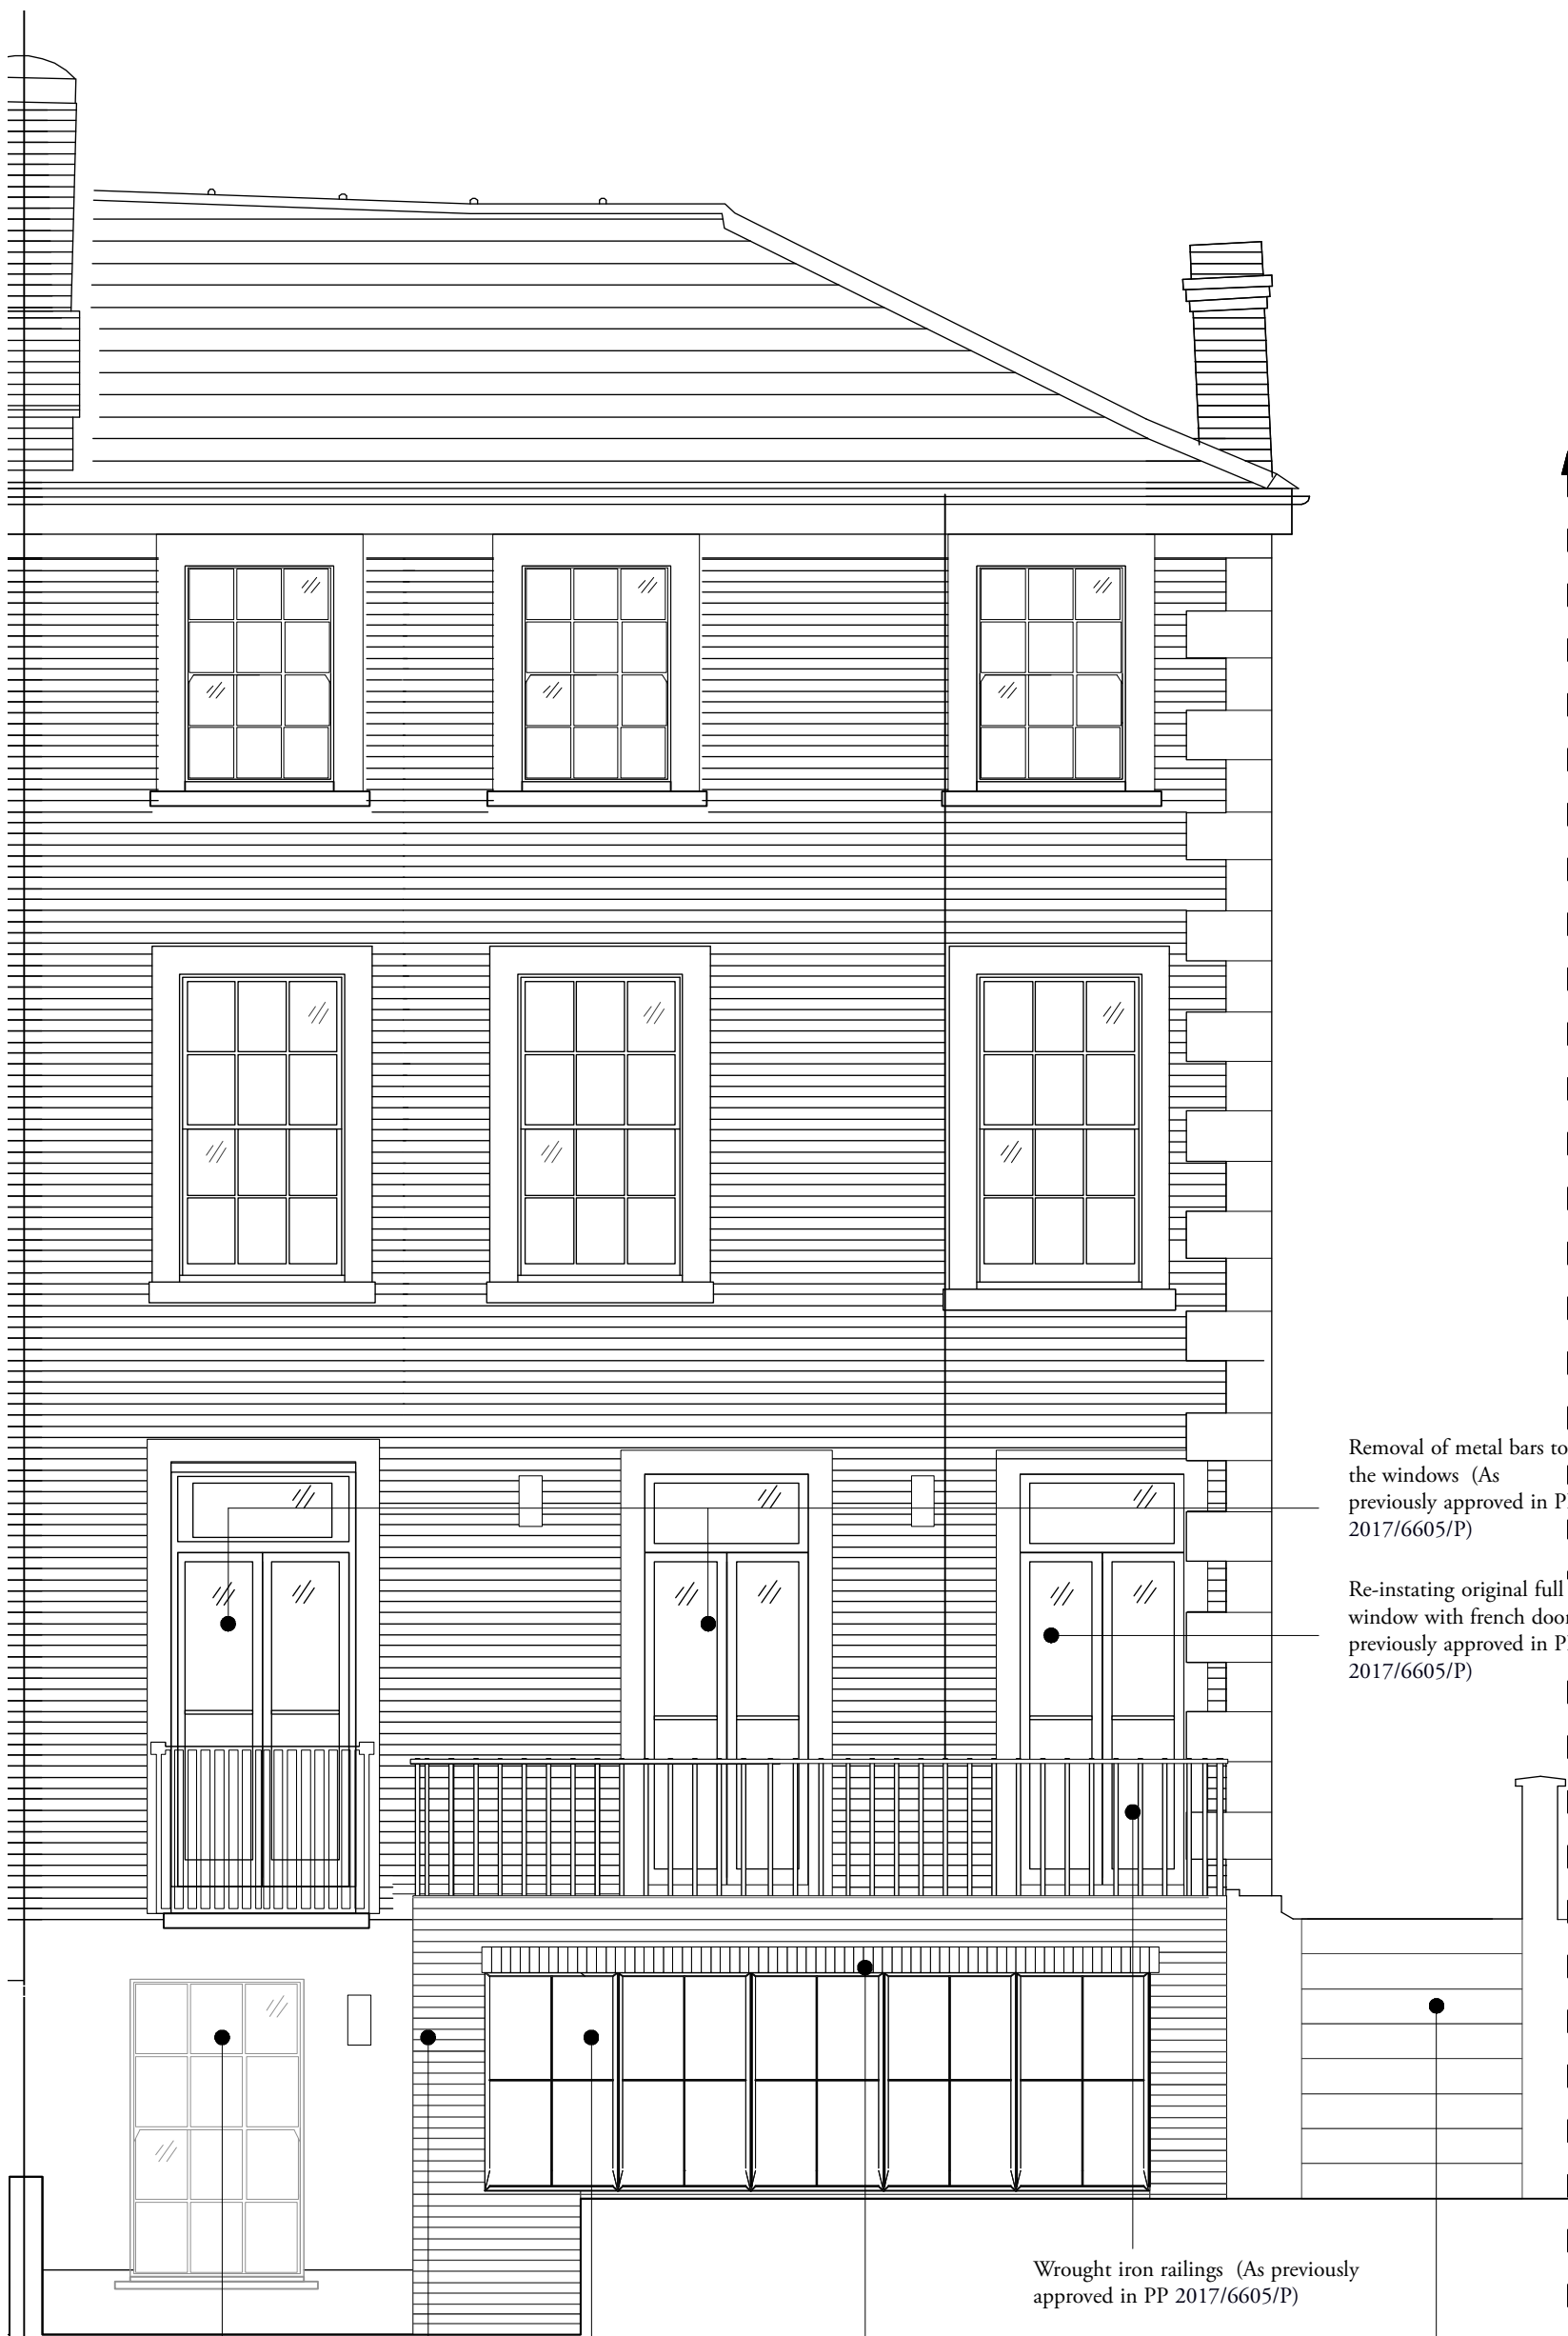 Removal of metal bars to
the windows (As
previously approved in
2017/6605/P)
Re-instating original full
window with french
previously approved in
2017/6605/P)
Wrought iron railings (As previously
approved in PP 2017/6605/P)